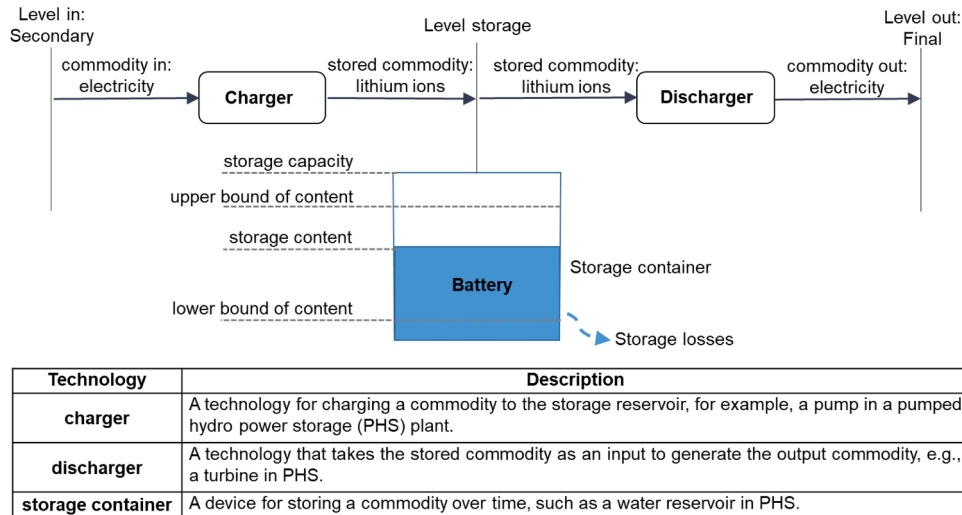 Level in:
Secondary
Level storage
Level out:
Final
commodity in:
electricity
Charger
stored commodity:
lithium ions
stored commodity:
lithium ions
Discharger
commodity out:
electricity
storage capacity
upper bound of content
storage content
Storage container
Battery
lower bound of content
Storage losses
Technology Description
charger A technology for charging a commodity to the storage reservoir, for example, a pump in a pumped
hydro power storage (PHS) plant.
discharger A technology that takes the stored commodity as an input to generate the output commodity, e.g.,
a turbine in PHS.
storage container A device for storing a commodity over time, such as a water reservoir in PHS.